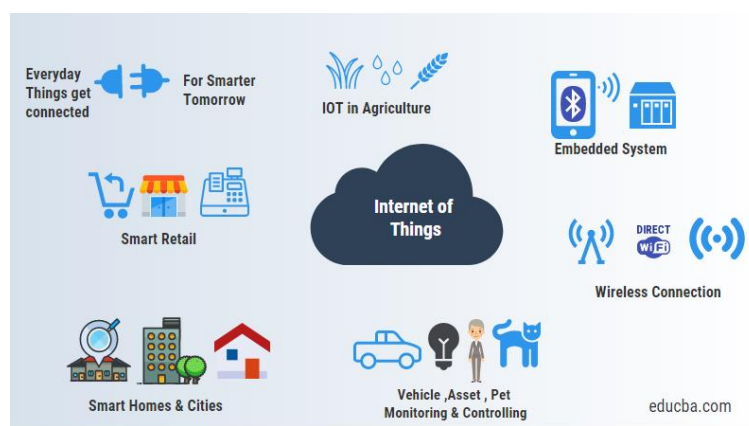 Everyday
Things get
connected
For Smarter
Tomorrow
IOT in Agriculture
Embedded System
Smart Retail
Internet of
Things
DIRECT
WiFi
Wireless Connection
Smart Homes & Cities
Vehicle ,Asset , Pet
Monitoring & Controlling
educba.com